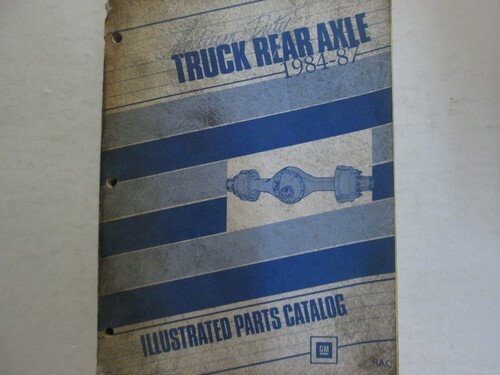 TRUCK REAR AXLE
1984-87
ILLUSTRATED PARTS CATALOG
GM